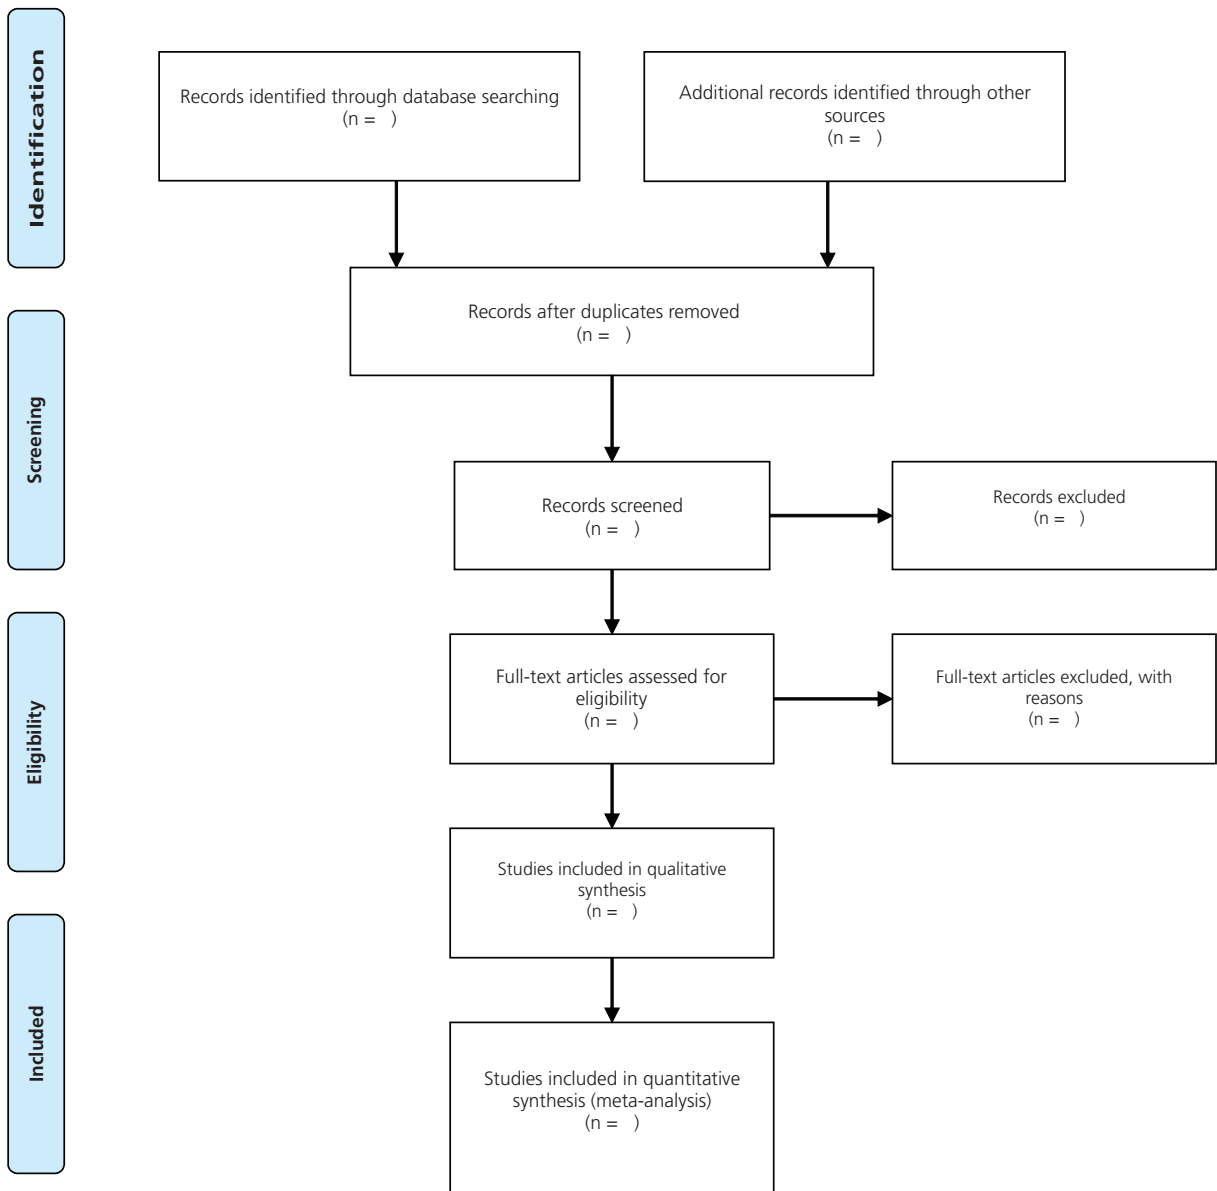 Identification
Records identified through database searching
(n =   )
Additional records identified through other
sources
(n =   )
Records after duplicates removed
(n =   )
Screening
Records screened
(n =   )
Records excluded
(n =   )
Eligibility
Full-text articles assessed for
eligibility
(n =   )
Full-text articles excluded, with
reasons
(n =   )
Studies included in qualitative
synthesis
(n =   )
Included
Studies included in quantitative
synthesis (meta-analysis)
(n =   )